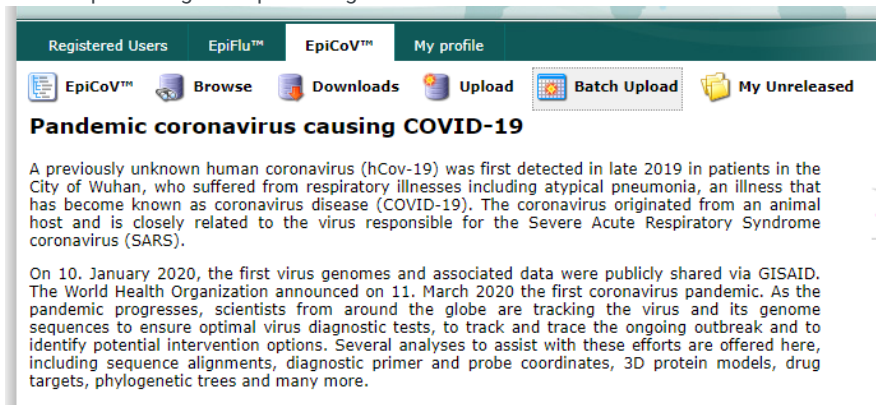 Registered Users EpiFlu™ EpiCoV™ My profile
EpiCoV™ Browse Downloads Upload Batch Upload My Unreleased
Pandemic coronavirus causing COVID-19
A previously unknown human coronavirus (hCov-19) was first detected in late 2019 in patients in the
City of Wuhan, who suffered from respiratory illnesses including atypical pneumonia, an illness that
has become known as coronavirus disease (COVID-19). The coronavirus originated from an animal
host and is closely related to the virus responsible for the Severe Acute Respiratory Syndrome
coronavirus (SARS).
On 10. January 2020, the first virus genomes and associated data were publicly shared via GISAID.
The World Health Organization announced on 11. March 2020 the first coronavirus pandemic. As the
pandemic progresses, scientists from around the globe are tracking the virus and its genome
sequences to ensure optimal virus diagnostic tests, to track and trace the ongoing outbreak and to
identify potential intervention options. Several analyses to assist with these efforts are offered here,
including sequence alignments, diagnostic primer and probe coordinates, 3D protein models, drug
targets, phylogenetic trees and many more.